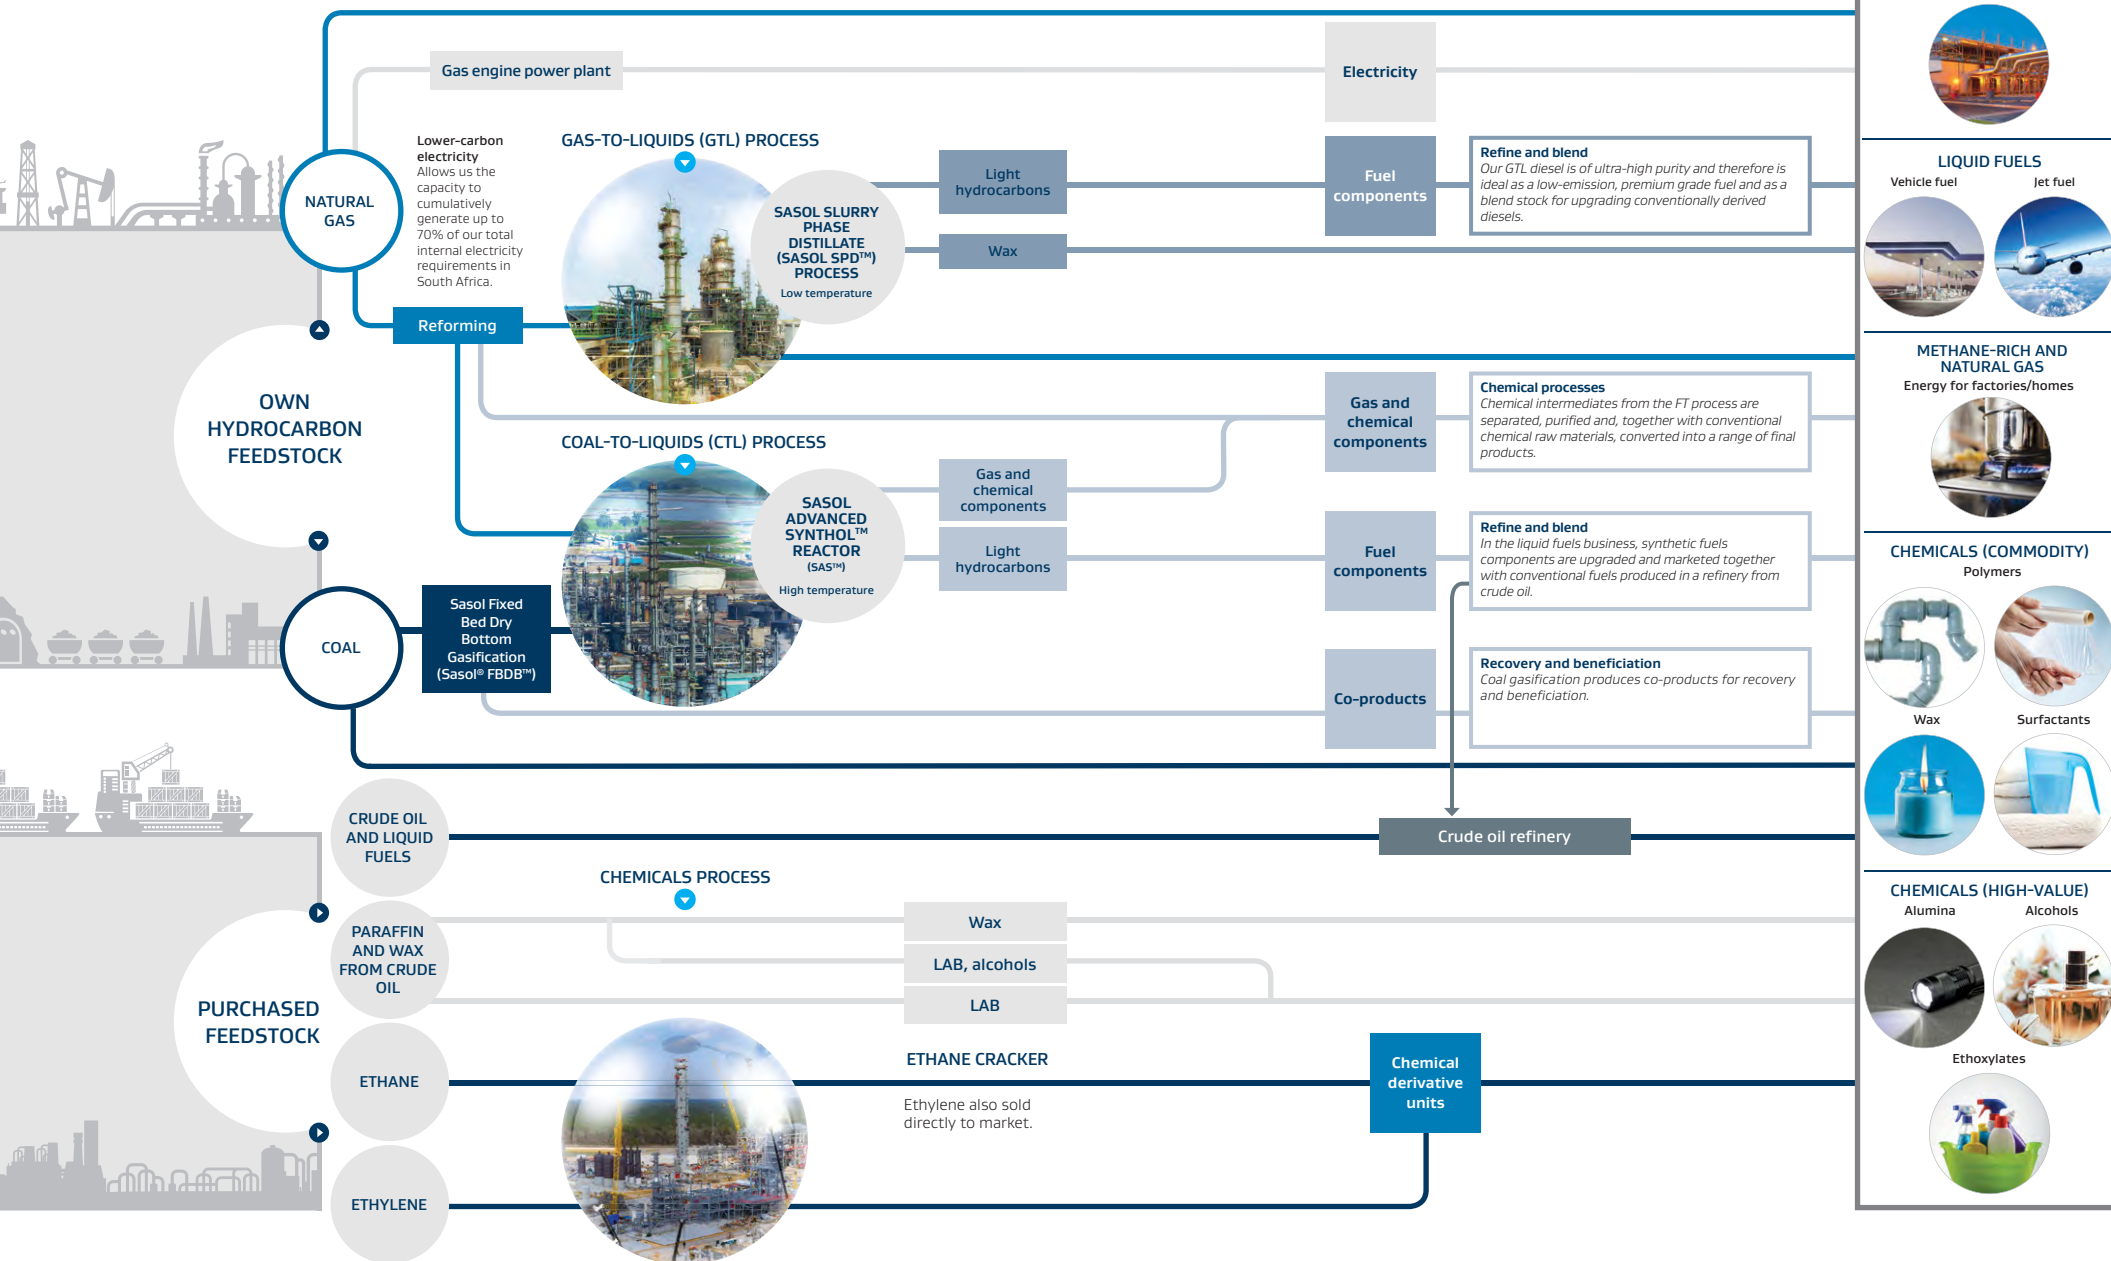 Gas engine power plant
Electricity
Lower-carbon
electricity
Allows us the
capacity to
cumulatively
generate up to
70% of our total
internal electricity
requirements in
South Africa.
NATURAL
GAS
GAS-TO-LIQUIDS (GTL) PROCESS
SASOL SLURRY
PHASE
DISTILLATE
(SASOL SPD™)
PROCESS
Low temperature
Light
hydrocarbons
Wax
Fuel
components
Refine and blend
Our GTL diesel is of ultra-high purity and therefore is
ideal as a low-emission, premium grade fuel and as a
blend stock for upgrading conventionally derived
diesels.
Reforming
OWN
HYDROCARBON
FEEDSTOCK
COAL-TO-LIQUIDS (CTL) PROCESS
SASOL
ADVANCED
SYNTHOL™
REACTOR
(SAS™)
High temperature
Gas and
chemical
components
Light
hydrocarbons
Gas and
chemical
components
Chemical processes
Chemical intermediates from the FT process are
separated, purified and, together with conventional
chemical raw materials, converted into a range of final
products.
Fuel
components
Refine and blend
In the liquid fuels business, synthetic fuels
components are upgraded and marketed together
with conventional fuels produced in a refinery from
crude oil.
COAL
Sasol Fixed
Bed Dry
Bottom
Gasification
(Sasol® FBDB™)
Co-products
Recovery and beneficiation
Coal gasification produces co-products for recovery
and beneficiation.
CRUDE OIL
AND LIQUID
FUELS
Crude oil refinery
CHEMICALS PROCESS
PARAFFIN
AND WAX
FROM CRUDE
OIL
Wax
LAB, alcohols
LAB
PURCHASED
FEEDSTOCK
ETHANE
ETHANE CRACKER
Ethylene also sold
directly to market.
Chemical
derivative
units
ETHYLENE
LIQUID FUELS
Vehicle fuel
Jet fuel
METHANE-RICH AND
NATURAL GAS
Energy for factories/homes
CHEMICALS (COMMODITY)
Polymers
Wax
Surfactants
CHEMICALS (HIGH-VALUE)
Alumina
Alcohols
Ethoxylates